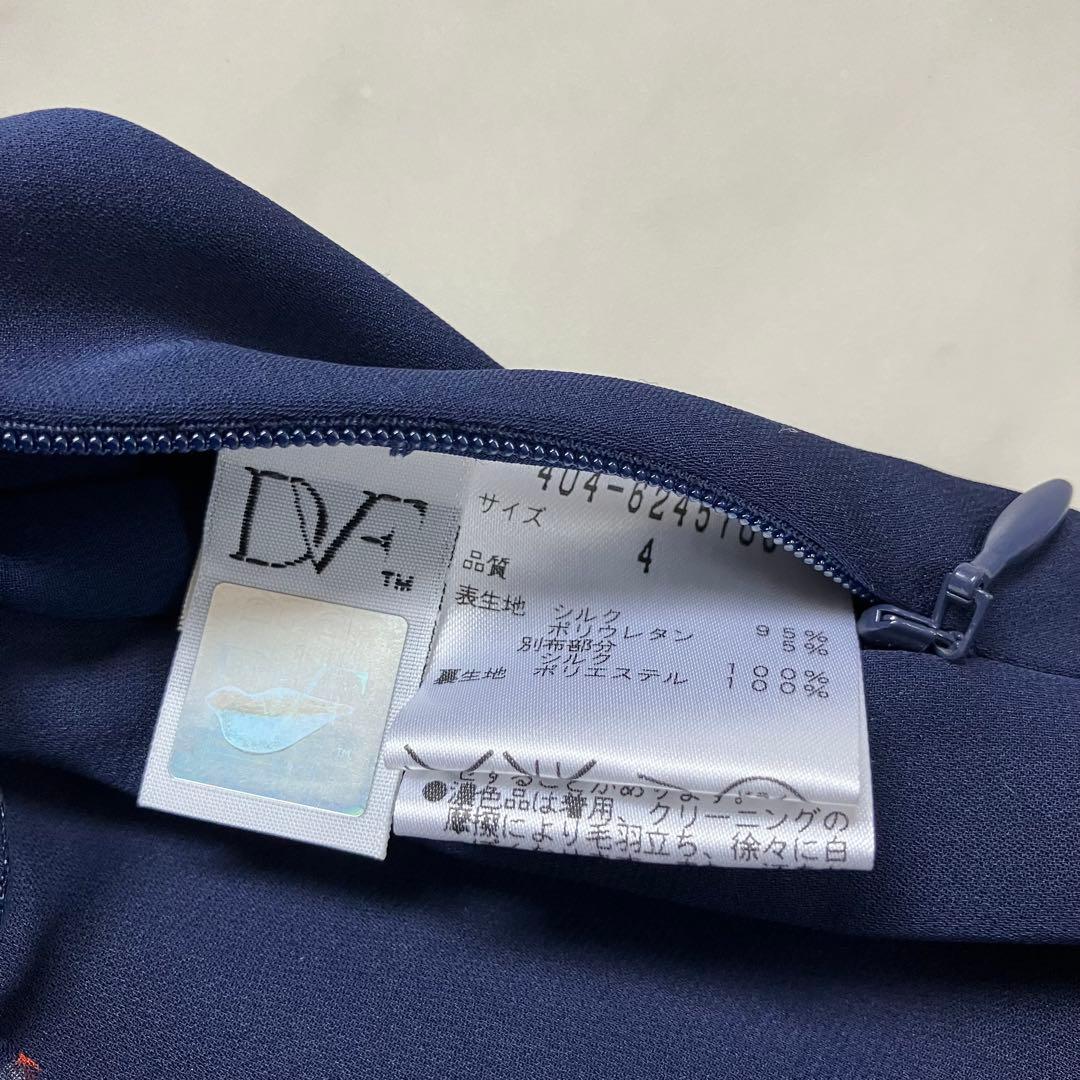 DVF
TM
サイズ 4
品質
表生地 シルク 95%
ポリウレタン 5%
別布部分
シルク 100%
裏生地 ポリエステル 100%
●濃色品は着用、クリーニングの
摩擦により毛羽立ち、徐々に白